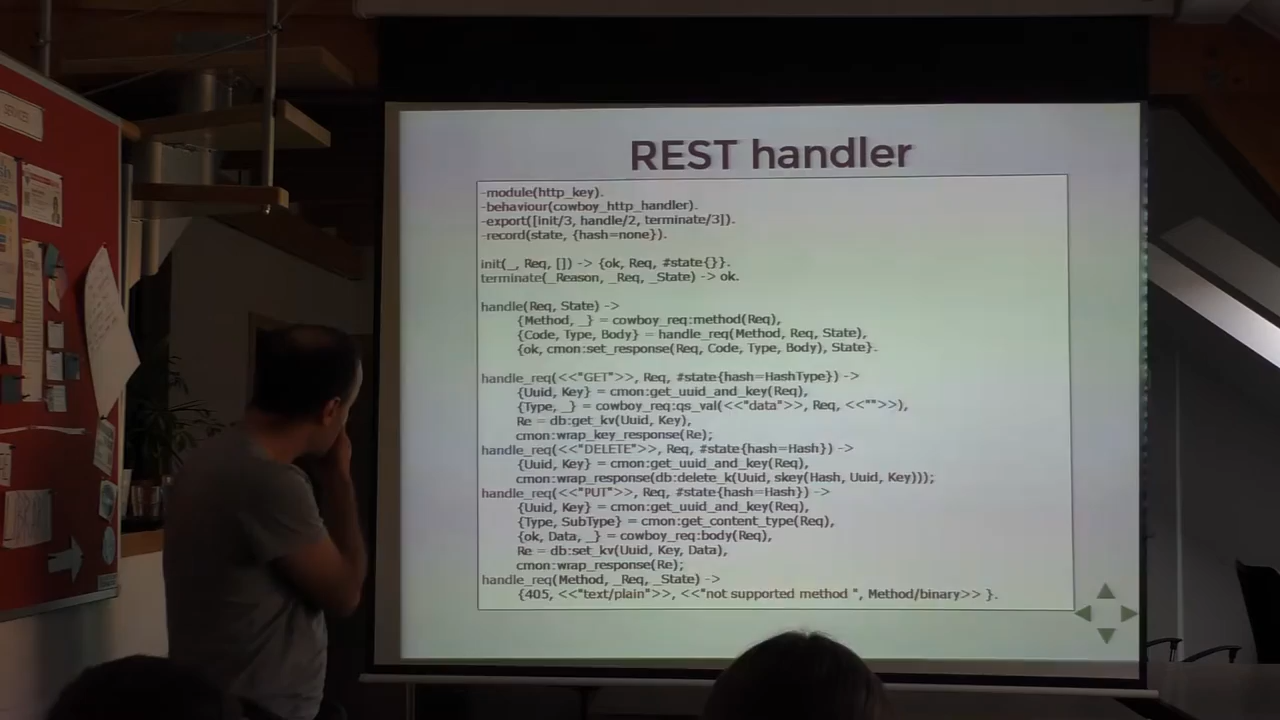 SERVICES
REST handler
-module(http_key).
-behaviour(cowboy_http_handler).
-export([init/3, handle/2, terminate/3]).
-record(state, {hash=none}).
init(_, Req, []) -> {ok, Req, #state{}}.
terminate(_Reason, _Req, _State) -> ok.
handle(Req, State) ->
{Method, _} = cowboy_req:method(Req),
{Code, Type, Body} = handle_req(Method, Req, State),
{ok, cmon:set_response(Req, Code, Type, Body), State}.
handle_req(<<"GET">>, Req, #state{hash=HashType}) ->
{Uuid, Key} = cmon:get_uuid_and_key(Req),
{Type, _} = cowboy_req:qs_val(<<"data">>, Req, <<"">>),
Re = db:get_kv(Uuid, Key),
cmon:wrap_key_response(Re);
handle_req(<<"DELETE">>, Req, #state{hash=Hash}) ->
{Uuid, Key} = cmon:get_uuid_and_key(Req),
cmon:wrap_response(db:delete_k(Uuid, skey(Hash, Uuid, Key)));
handle_req(<<"PUT">>, Req, #state{hash=Hash}) ->
{Uuid, Key} = cmon:get_uuid_and_key(Req),
{Type, SubType} = cmon:get_content_type(Req),
{ok, Data, _} = cowboy_req:body(Req),
Re = db:set_kv(Uuid, Key, Data),
cmon:wrap_response(Re);
handle_req(Method, _Req, _State) ->
{405, <<"text/plain">>, <<"not supported method ", Method/binary>> }.